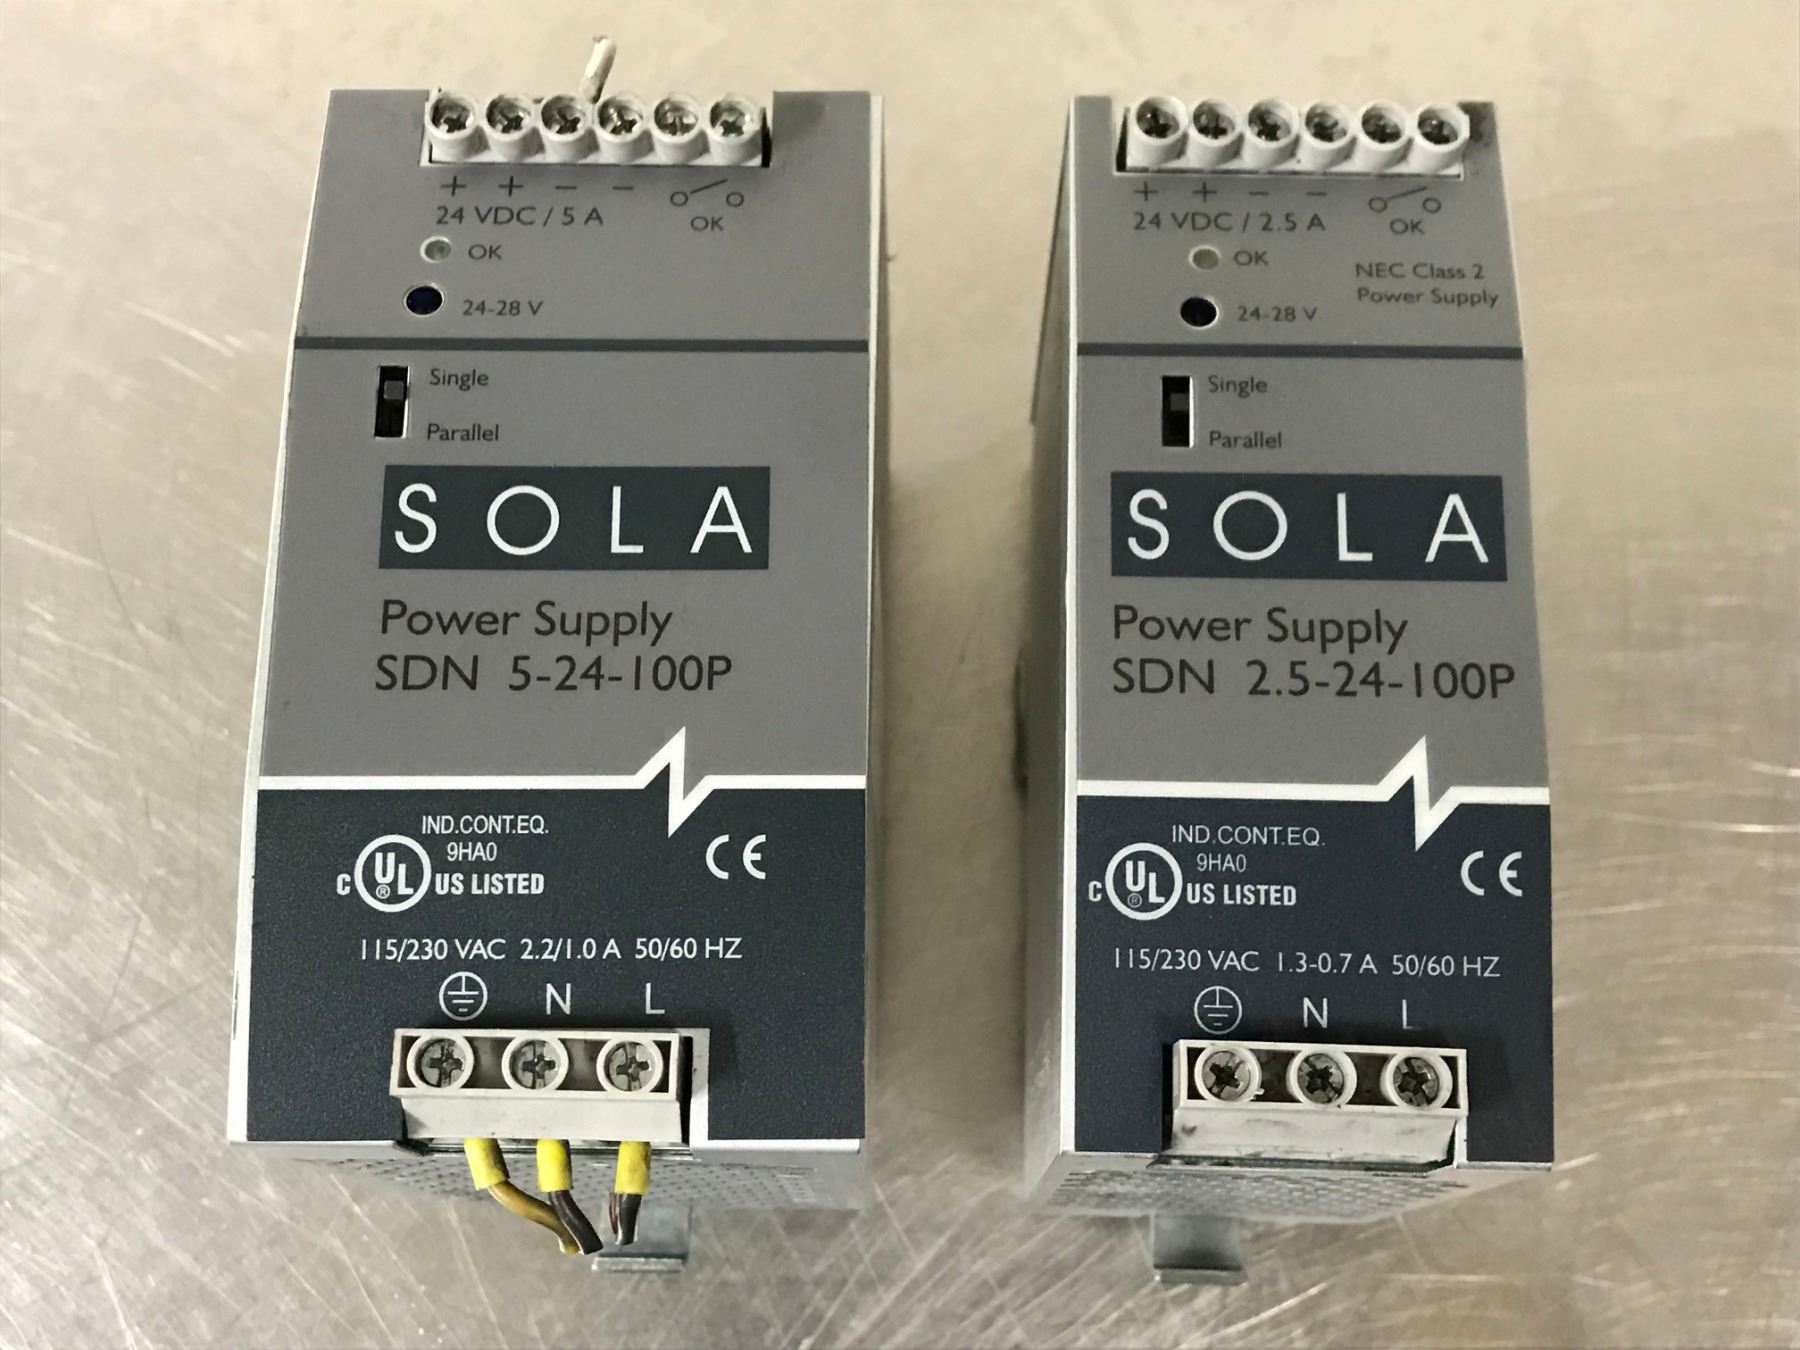 + + − −
24 VDC / 5 A
OK
OK
24-28 V
Single
Parallel
SOLA
Power Supply
SDN 5-24-100P
IND.CONT.EQ.
9HA0
C UL® US LISTED
CE
115/230 VAC 2.2/1.0 A 50/60 HZ
N L
+ + − −
24 VDC / 2.5 A
OK
OK
NEC Class 2
Power Supply
24-28 V
Single
Parallel
SOLA
Power Supply
SDN 2.5-24-100P
IND.CONT.EQ.
9HA0
C UL® US LISTED
CE
115/230 VAC 1.3-0.7 A 50/60 HZ
N L